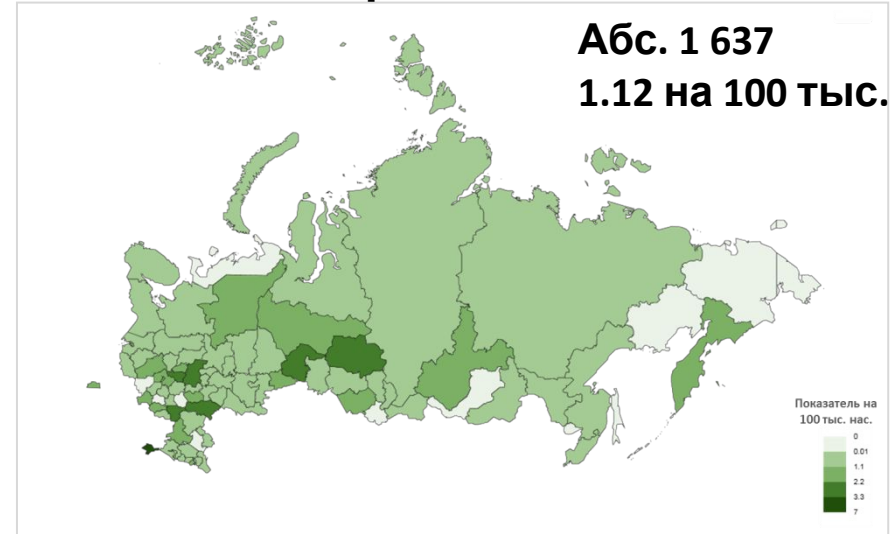 Абс. 1 637
1.12 на 100 тыс.
Показатель на
100 тыс. нас.
0
0.01
1.1
2.2
3.3
7